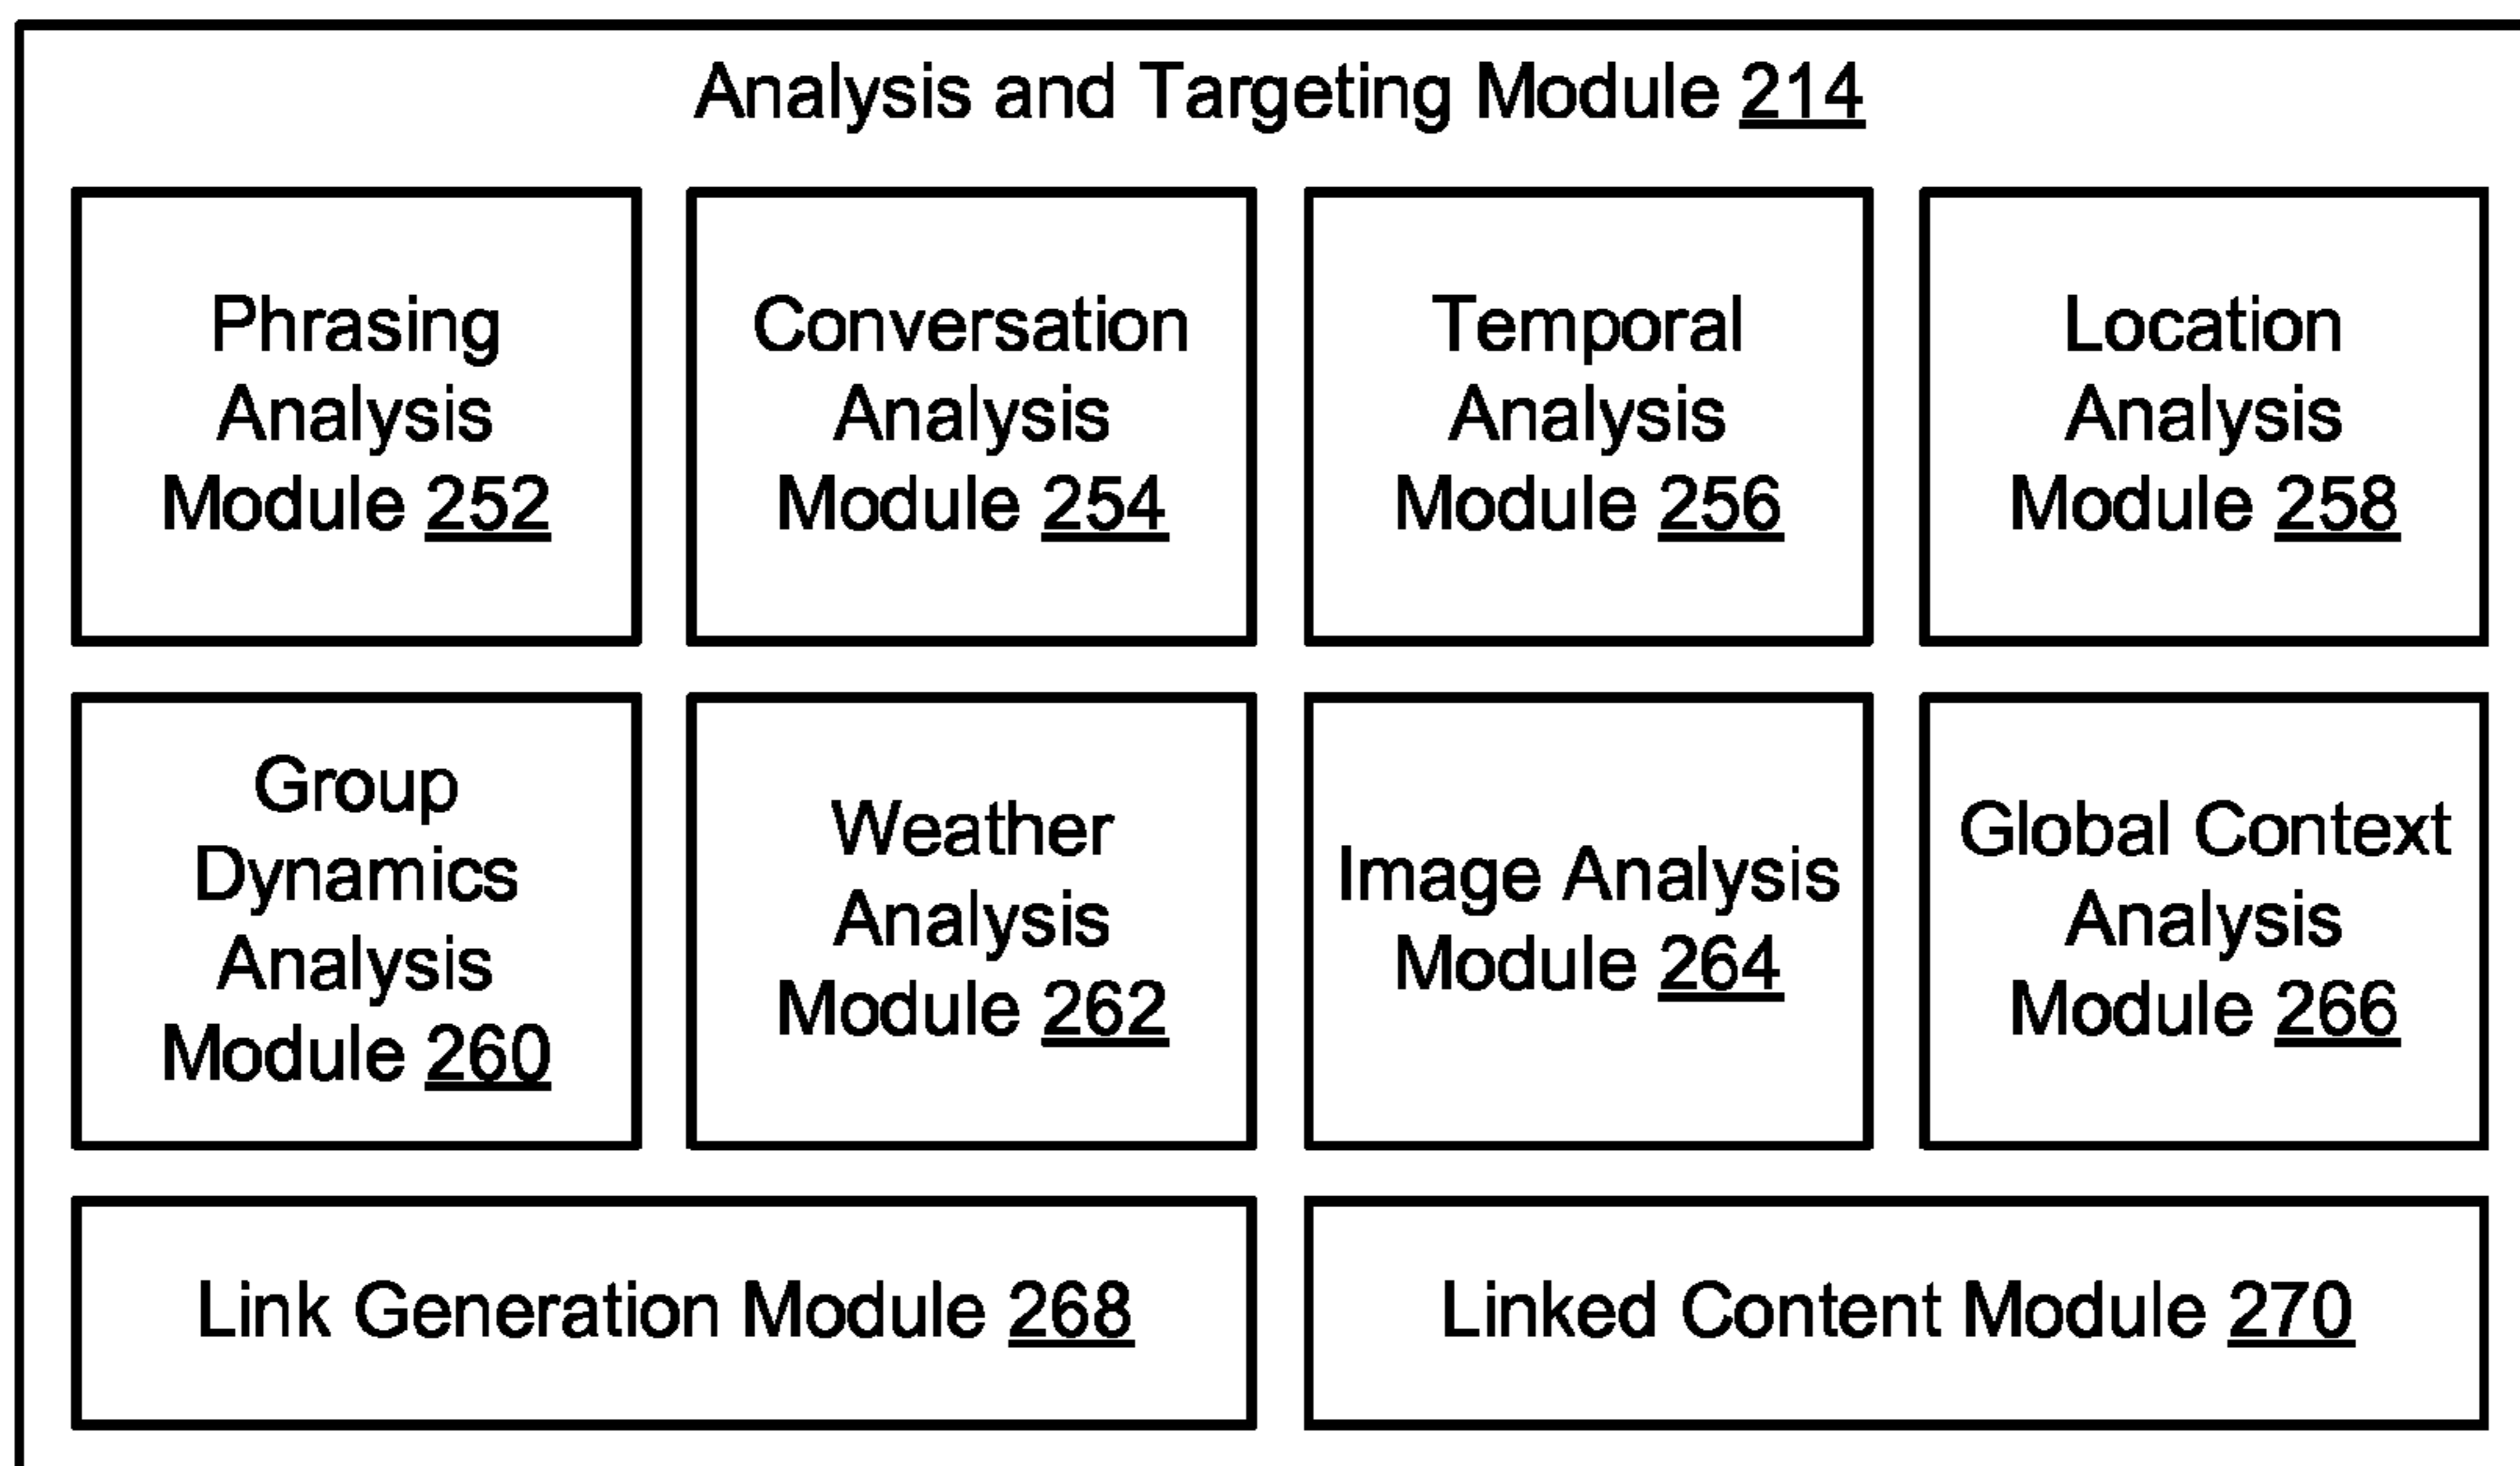 Analysis and Targeting Module 214
Phrasing
Analysis
Module 252
Conversation
Analysis
Module 254
Temporal
Analysis
Module 256
Location
Analysis
Module 258
Group
Dynamics
Analysis
Module 260
Weather
Analysis
Module 262
Image Analysis
Module 264
Global Context
Analysis
Module 266
Link Generation Module 268
Linked Content Module 270